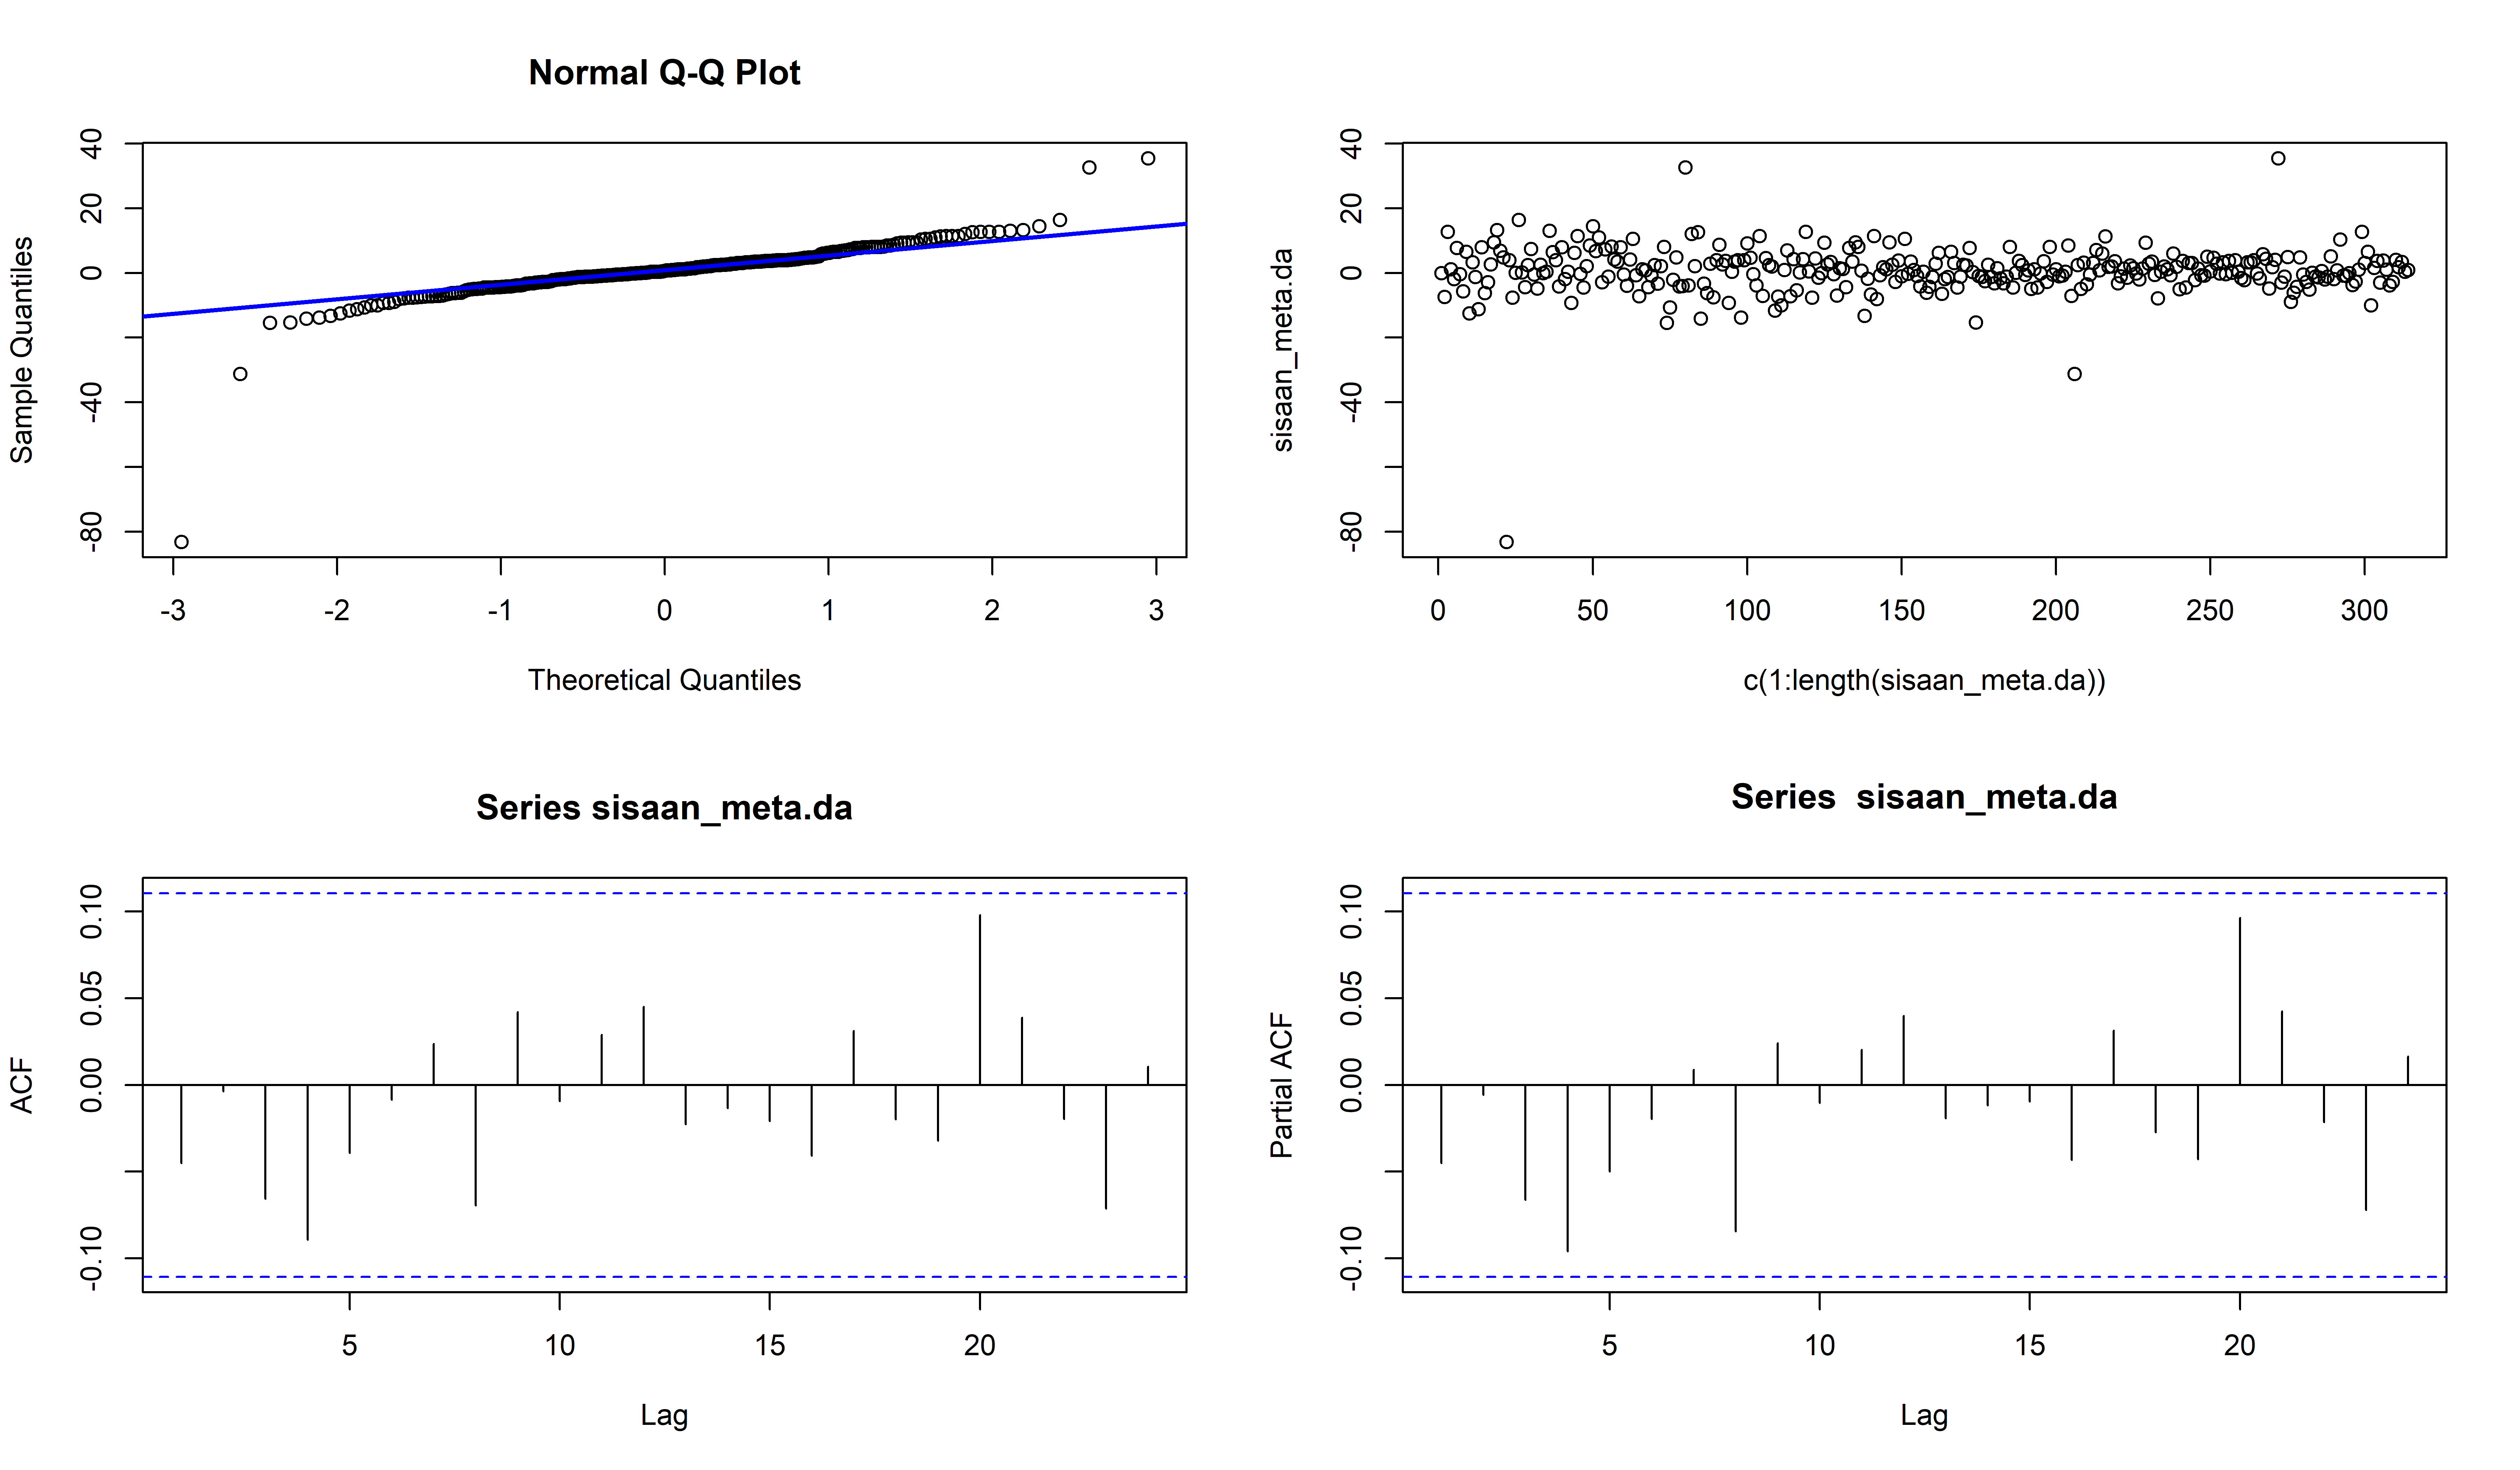 Normal Q-Q Plot
Sample Quantiles
40
20
0
-40
-80
-3 -2 -1 0 1 2 3
Theoretical Quantiles
sisaan_meta.da
40
20
0
-40
-80
0 50 100 150 200 250 300
c(1:length(sisaan_meta.da))
Series sisaan_meta.da
ACF
0.10
0.05
0.00
-0.10
5 10 15 20
Lag
Series  sisaan_meta.da
Partial ACF
0.10
0.05
0.00
-0.10
5 10 15 20
Lag